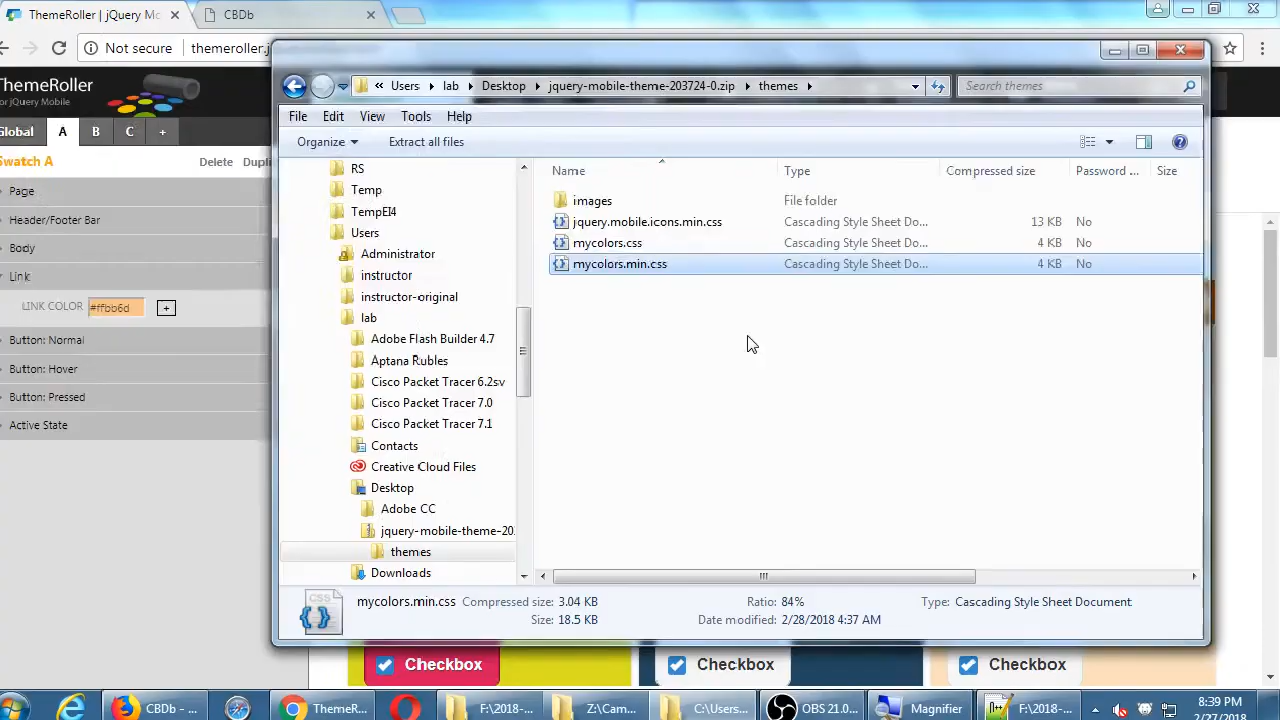 ThemeRoller | jQuery Mc
CBDb
Not secure
themeroller.j
ThemeRoller
for jQuery Mobile
Global
A
B
C
+
Swatch A
Delete
Dupli
Page
Header/Footer Bar
Body
Link
LINK COLOR
#ffbb6d
+
Button: Normal
Button: Hover
Button: Pressed
Active State
« Users
lab
Desktop
jquery-mobile-theme-203724-0.zip
themes
Search themes
File Edit View Tools Help
Organize
Extract all files
RS
Temp
TempEI4
Users
Administrator
instructor
instructor-original
lab
Adobe Flash Builder 4.7
Aptana Rubles
Cisco Packet Tracer 6.2sv
Cisco Packet Tracer 7.0
Cisco Packet Tracer 7.1
Contacts
Creative Cloud Files
Desktop
Adobe CC
jquery-mobile-theme-20
themes
Downloads
Name Type Compressed size Password ... Size
images File folder
jquery.mobile.icons.min.css Cascading Style Sheet Do... 13 KB No
mycolors.css Cascading Style Sheet Do... 4 KB No
mycolors.min.css Cascading Style Sheet Do... 4 KB No
CSS
mycolors.min.css Compressed size: 3.04 KB Ratio: 84% Type: Cascading Style Sheet Document
Size: 18.5 KB Date modified: 2/28/2018 4:37 AM
Checkbox
Checkbox
Checkbox
CBDb - ...
ThemeR...
F:\2018-...
Z:\Cam...
C:\Users...
OBS 21.0...
Magnifier
F:\2018-...
8:39 PM
2/27/2018